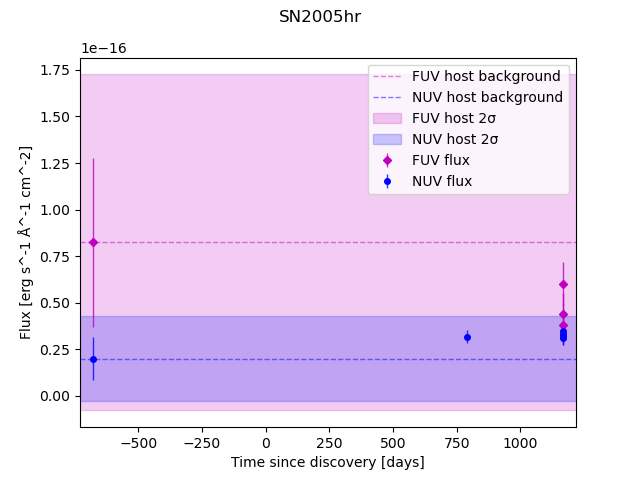 SN2005hr
1e−16
FUV host background
NUV host background
FUV host 2σ
NUV host 2σ
FUV flux
NUV flux
1.75
1.50
1.25
1.00
0.75
0.50
0.25
0.00
Flux [erg s^-1 Å^-1 cm^-2]
−500
−250
0
250
500
750
1000
Time since discovery [days]